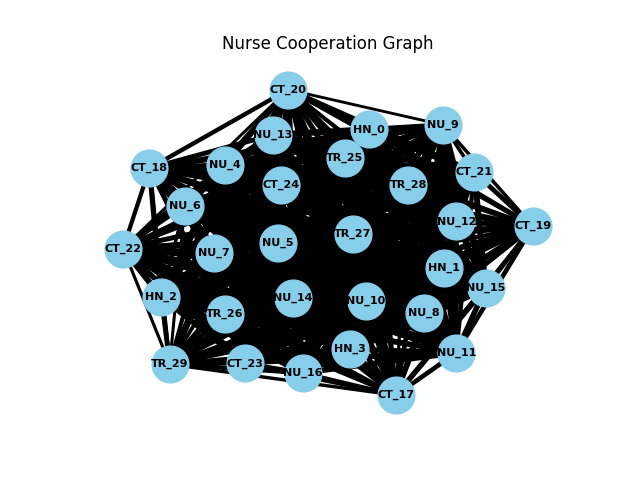 Nurse Cooperation Graph
CT_20
NU_9
HN_0
NU_13
TR_25
NU_4
CT_18
CT_21
CT_24
TR_28
NU_6
NU_12
CT_19
TR_27
NU_5
CT_22
NU_7
HN_1
NU_15
HN_2
NU_14
NU_10
NU_8
TR_26
HN_3
NU_11
CT_23
TR_29
NU_16
CT_17